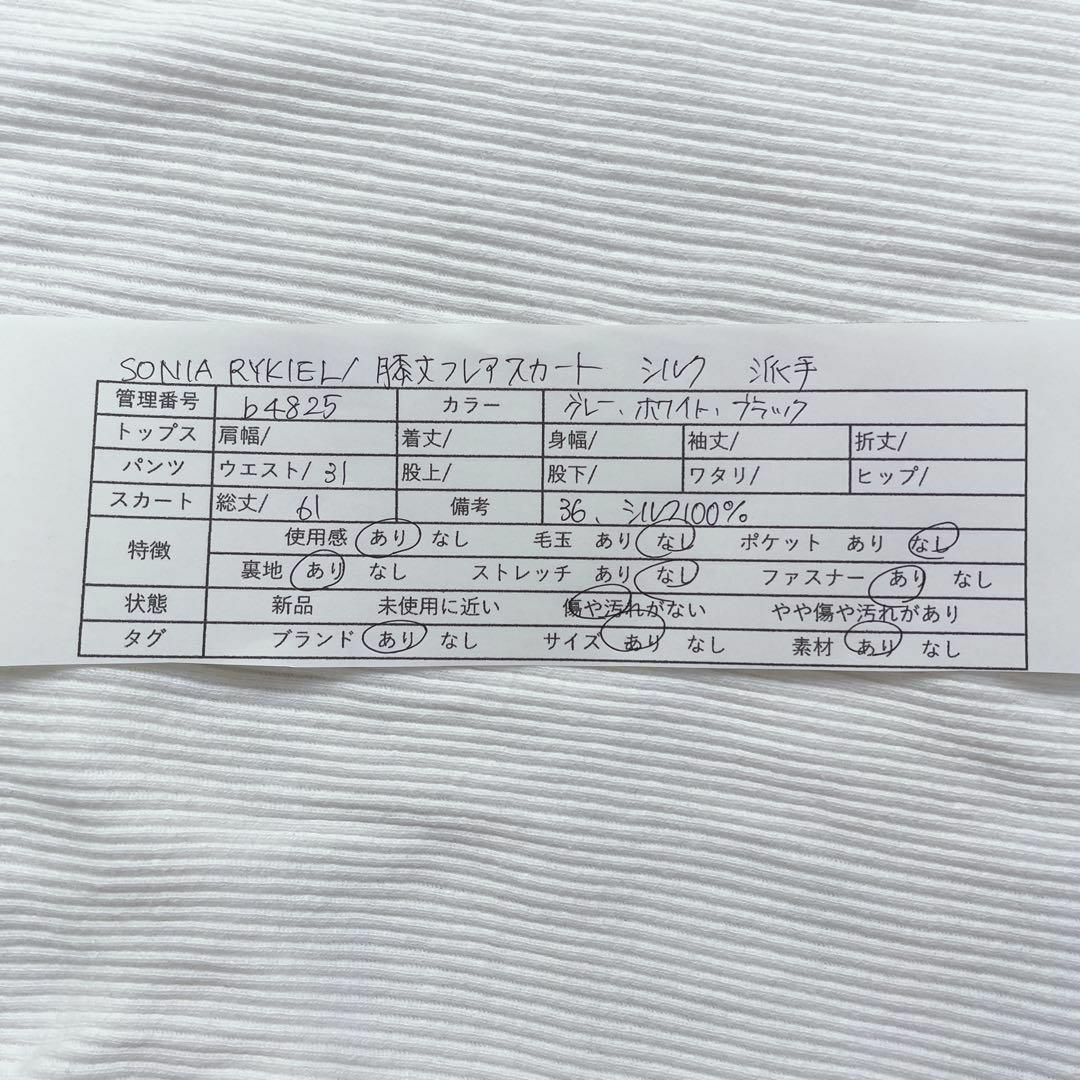 SONIA RYKIEL/ 膝丈フレアスカート シルク 派手
管理番号 b4825 カラー グレー、ホワイト、ブラック
トップス 肩幅/ 着丈/ 身幅/ 袖丈/ 裄丈/
パンツ ウエスト/ 31 股上/ 股下/ ワタリ/ ヒップ/
スカート 総丈/ 61 備考 36、シルク100%
特徴 使用感 あり なし 毛玉 あり なし ポケット あり なし
裏地 あり なし ストレッチ あり なし ファスナー あり なし
状態 新品 未使用に近い 傷や汚れがない やや傷や汚れがあり
タグ ブランド あり なし サイズ あり なし 素材 あり なし